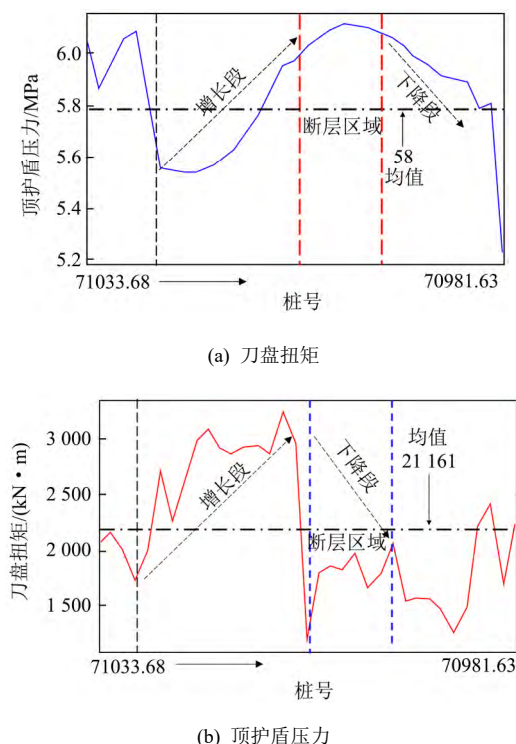 顶护盾压力/MPa
6.0
5.8
5.6
5.4
5.2
增长段
断层区域
下降段
58
均值
71033.68
70981.63
桩号
(a) 刀盘扭矩
刀盘扭矩/(kN•m)
3 000
2 500
2 000
1 500
增长段
下降段
均值
21 161
断层区域
71033.68
70981.63
桩号
(b) 顶护盾压力